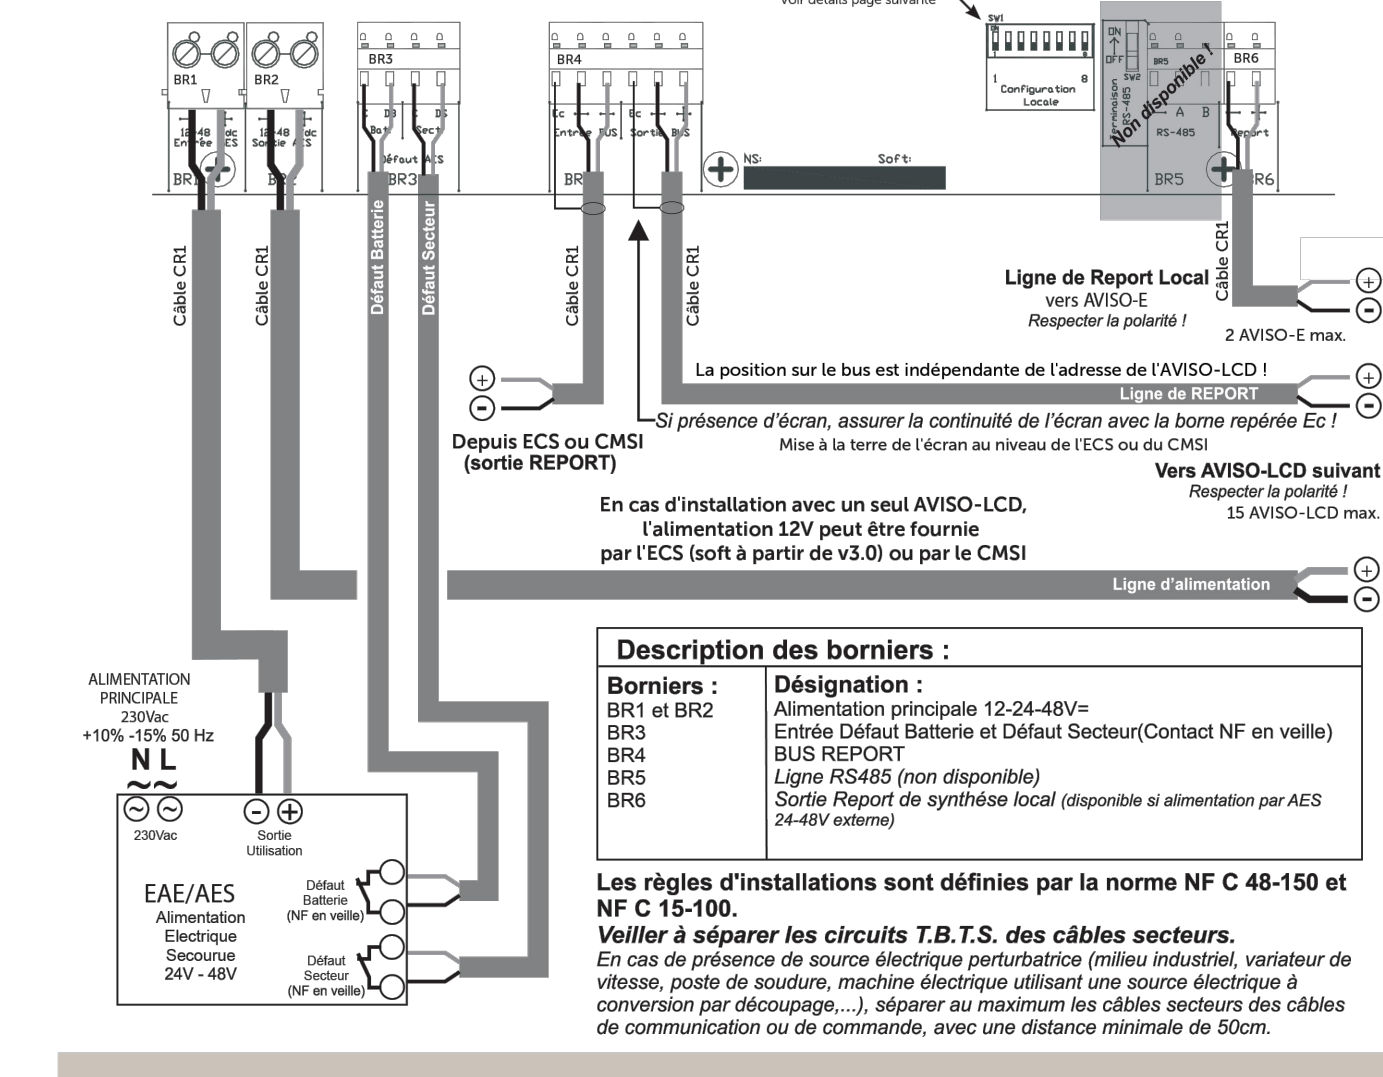 Voir détails page suivante
SW1
ON
1 8
1 8
Configuration
Locale
ON
OFF
SW2
Terminaison
RS-485
Non disponible !
BR1
BR2
BR3
BR4
BR5
BR6
12-48 Vdc
Entrée AES
12-48 Vdc
Sortie AES
Bat.
Sect.
Défaut AES
Ec
Entrée BUS
Ec
Sortie BUS
A B
RS-485
Report
NS:
Soft:
BR3
BR5
BR6
Câble CR1
Câble CR1
Défaut Batterie
Défaut Secteur
Câble CR1
Câble CR1
Câble CR1
Ligne de Report Local
vers AVISO-E
Respecter la polarité !
+
-
2 AVISO-E max.
La position sur le bus est indépendante de l'adresse de l'AVISO-LCD !
Ligne de REPORT
+
-
+
-
Depuis ECS ou CMSI
(sortie REPORT)
Si présence d'écran, assurer la continuité de l'écran avec la borne repérée Ec !
Mise à la terre de l'écran au niveau de l'ECS ou du CMSI
Vers AVISO-LCD suivant
Respecter la polarité !
15 AVISO-LCD max.
En cas d'installation avec un seul AVISO-LCD,
l'alimentation 12V peut être fournie
par l'ECS (soft à partir de v3.0) ou par le CMSI
Ligne d'alimentation
+
-
ALIMENTATION
PRINCIPALE
230Vac
+10% -15% 50 Hz
N L
~ ~
~ ~
230Vac
- +
Sortie
Utilisation
EAE/AES
Alimentation
Electrique
Secourue
24V - 48V
Défaut
Batterie
(NF en veille)
Défaut
Secteur
(NF en veille)
Description des borniers :
Borniers : Désignation :
BR1 et BR2 Alimentation principale 12-24-48V=
BR3 Entrée Défaut Batterie et Défaut Secteur(Contact NF en veille)
BR4 BUS REPORT
BR5 Ligne RS485 (non disponible)
BR6 Sortie Report de synthése local (disponible si alimentation par AES
24-48V externe)
Les règles d'installations sont définies par la norme NF C 48-150 et
NF C 15-100.
Veiller à séparer les circuits T.B.T.S. des câbles secteurs.
En cas de présence de source électrique perturbatrice (milieu industriel, variateur de
vitesse, poste de soudure, machine électrique utilisant une source électrique à
conversion par découpage,...), séparer au maximum les câbles secteurs des câbles
de communication ou de commande, avec une distance minimale de 50cm.